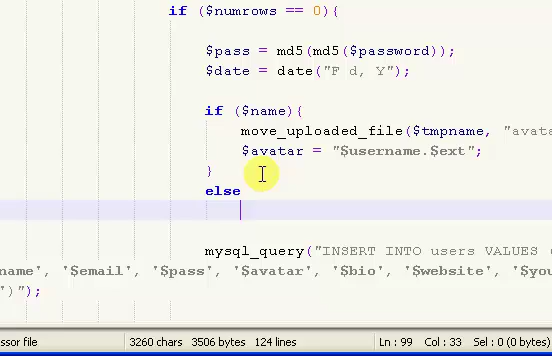 if ($numrows == 0){
$pass = md5(md5($password));
$date = date("F d, Y");
if ($name){
move_uploaded_file($tmpname, "avata
$avatar = "$username.$ext";
}
else
mysql_query("INSERT INTO users VALUES (
name', '$email', '$pass', '$avatar', '$bio', '$website', '$you
')");
ssor file 3260 chars 3506 bytes 124 lines Ln : 99 Col : 33 Sel : 0 (0 bytes)